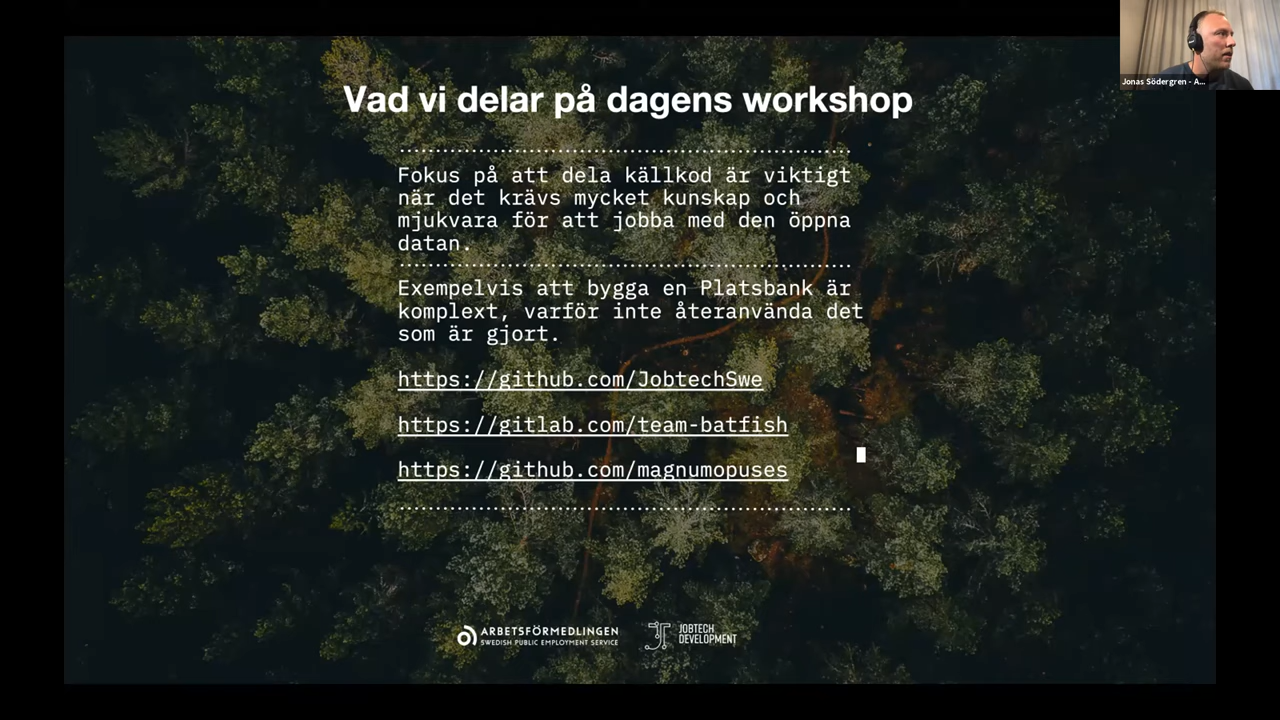 Jonas Södergren - A...
Vad vi delar på dagens workshop
Fokus på att dela källkod är viktigt
när det krävs mycket kunskap och
mjukvara för att jobba med den öppna
datan.
Exempelvis att bygga en Platsbank är
komplext, varför inte återanvända det
som är gjort.
https://github.com/JobtechSwe
https://gitlab.com/team-batfish
https://github.com/magnumopuses
ARBETSFÖRMEDLINGEN
SWEDISH PUBLIC EMPLOYMENT SERVICE
JOBTECH
DEVELOPMENT